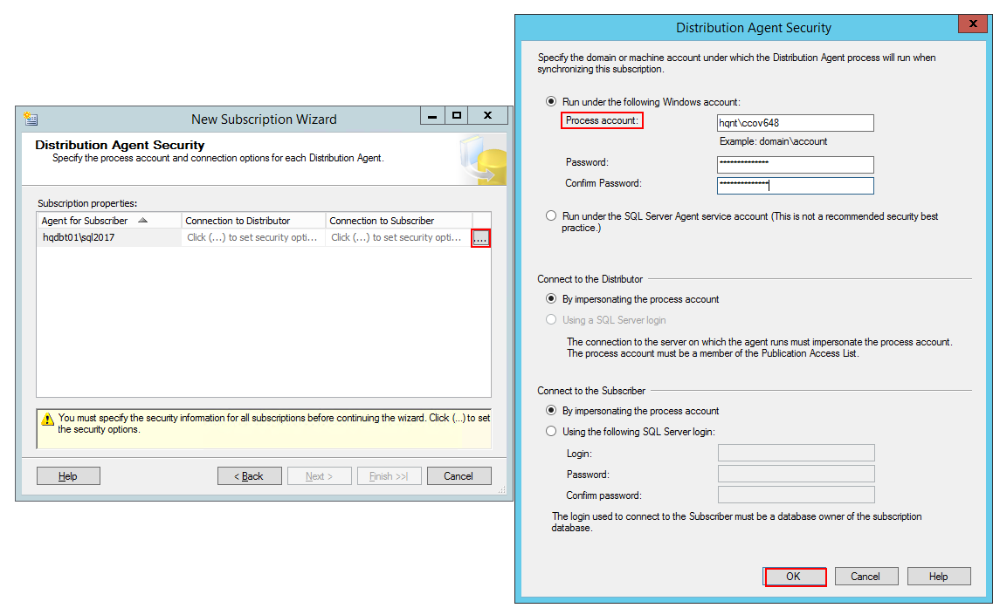 New Subscription Wizard
Distribution Agent Security
Specify the process account and connection options for each Distribution Agent.
Subscription properties:
Agent for Subscriber Connection to Distributor Connection to Subscriber
hqdbt01\sql2017 Click (...) to set security opti... Click (...) to set security opti... ....
You must specify the security information for all subscriptions before continuing the wizard. Click (...) to set
the security options.
Help < Back Next > Finish >>| Cancel
Distribution Agent Security
Specify the domain or machine account under which the Distribution Agent process will run when
synchronizing this subscription.
Run under the following Windows account:
Process account: hqnt\ccov648
Example: domain\account
Password: **************
Confirm Password: **************
Run under the SQL Server Agent service account (This is not a recommended security best
practice.)
Connect to the Distributor
By impersonating the process account
Using a SQL Server login
The connection to the server on which the agent runs must impersonate the process account.
The process account must be a member of the Publication Access List.
Connect to the Subscriber
By impersonating the process account
Using the following SQL Server login:
Login:
Password:
Confirm password:
The login used to connect to the Subscriber must be a database owner of the subscription
database.
OK Cancel Help